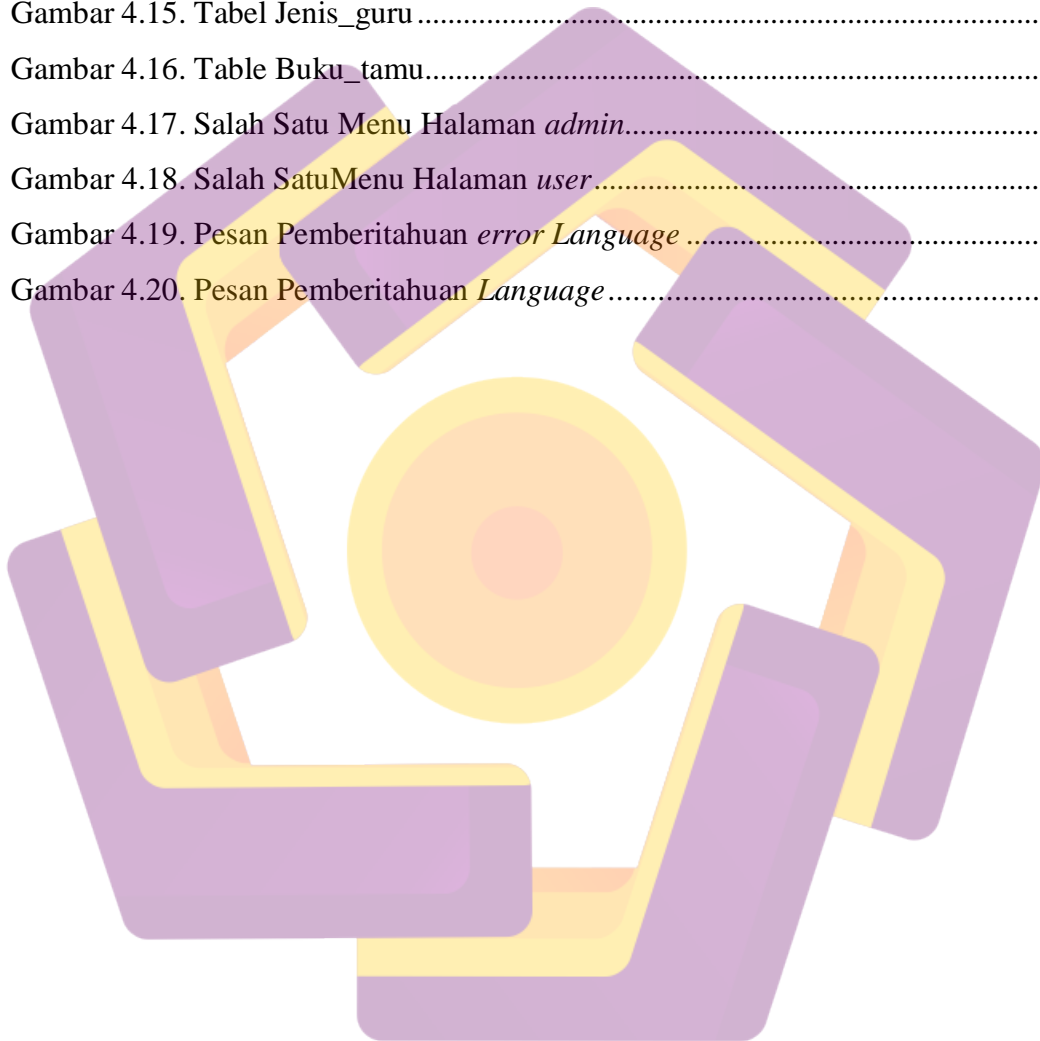 Gambar 4.15. Tabel Jenis_guru........................................................................................
Gambar 4.16. Table Buku_tamu.......................................................................................
Gambar 4.17. Salah Satu Menu Halaman admin..............................................................
Gambar 4.18. Salah SatuMenu Halaman user..................................................................
Gambar 4.19. Pesan Pemberitahuan error Language ......................................................
Gambar 4.20. Pesan Pemberitahuan Language................................................................